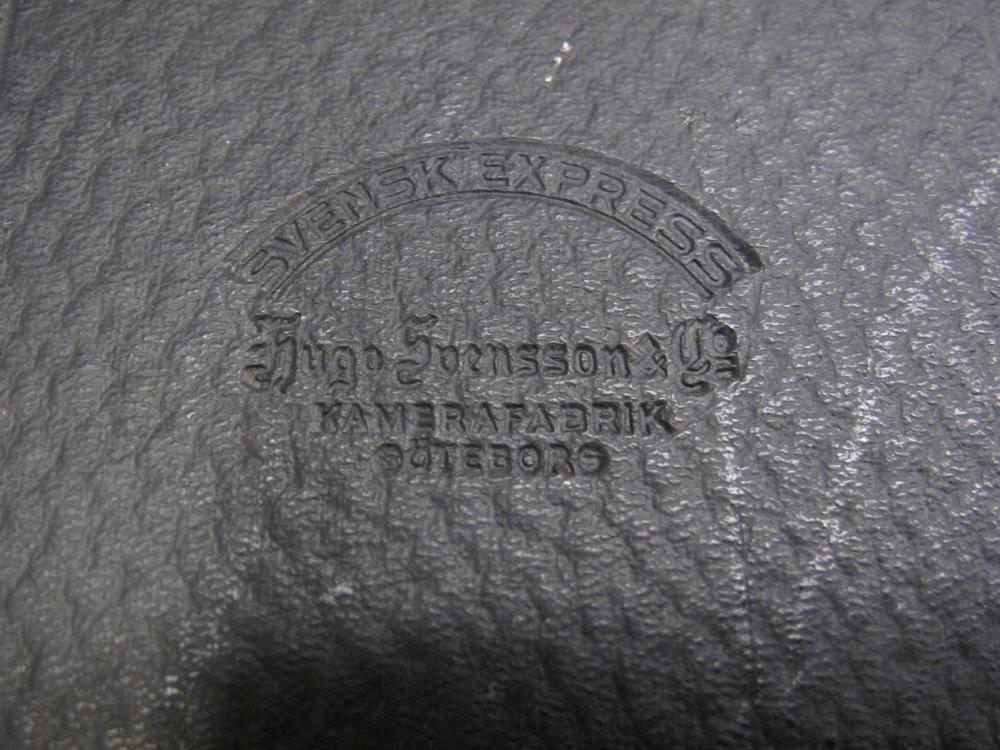 SVENSK EXPRESS
Hugo Svensson & Co
KAMERAFABRIK
GÖTEBORG